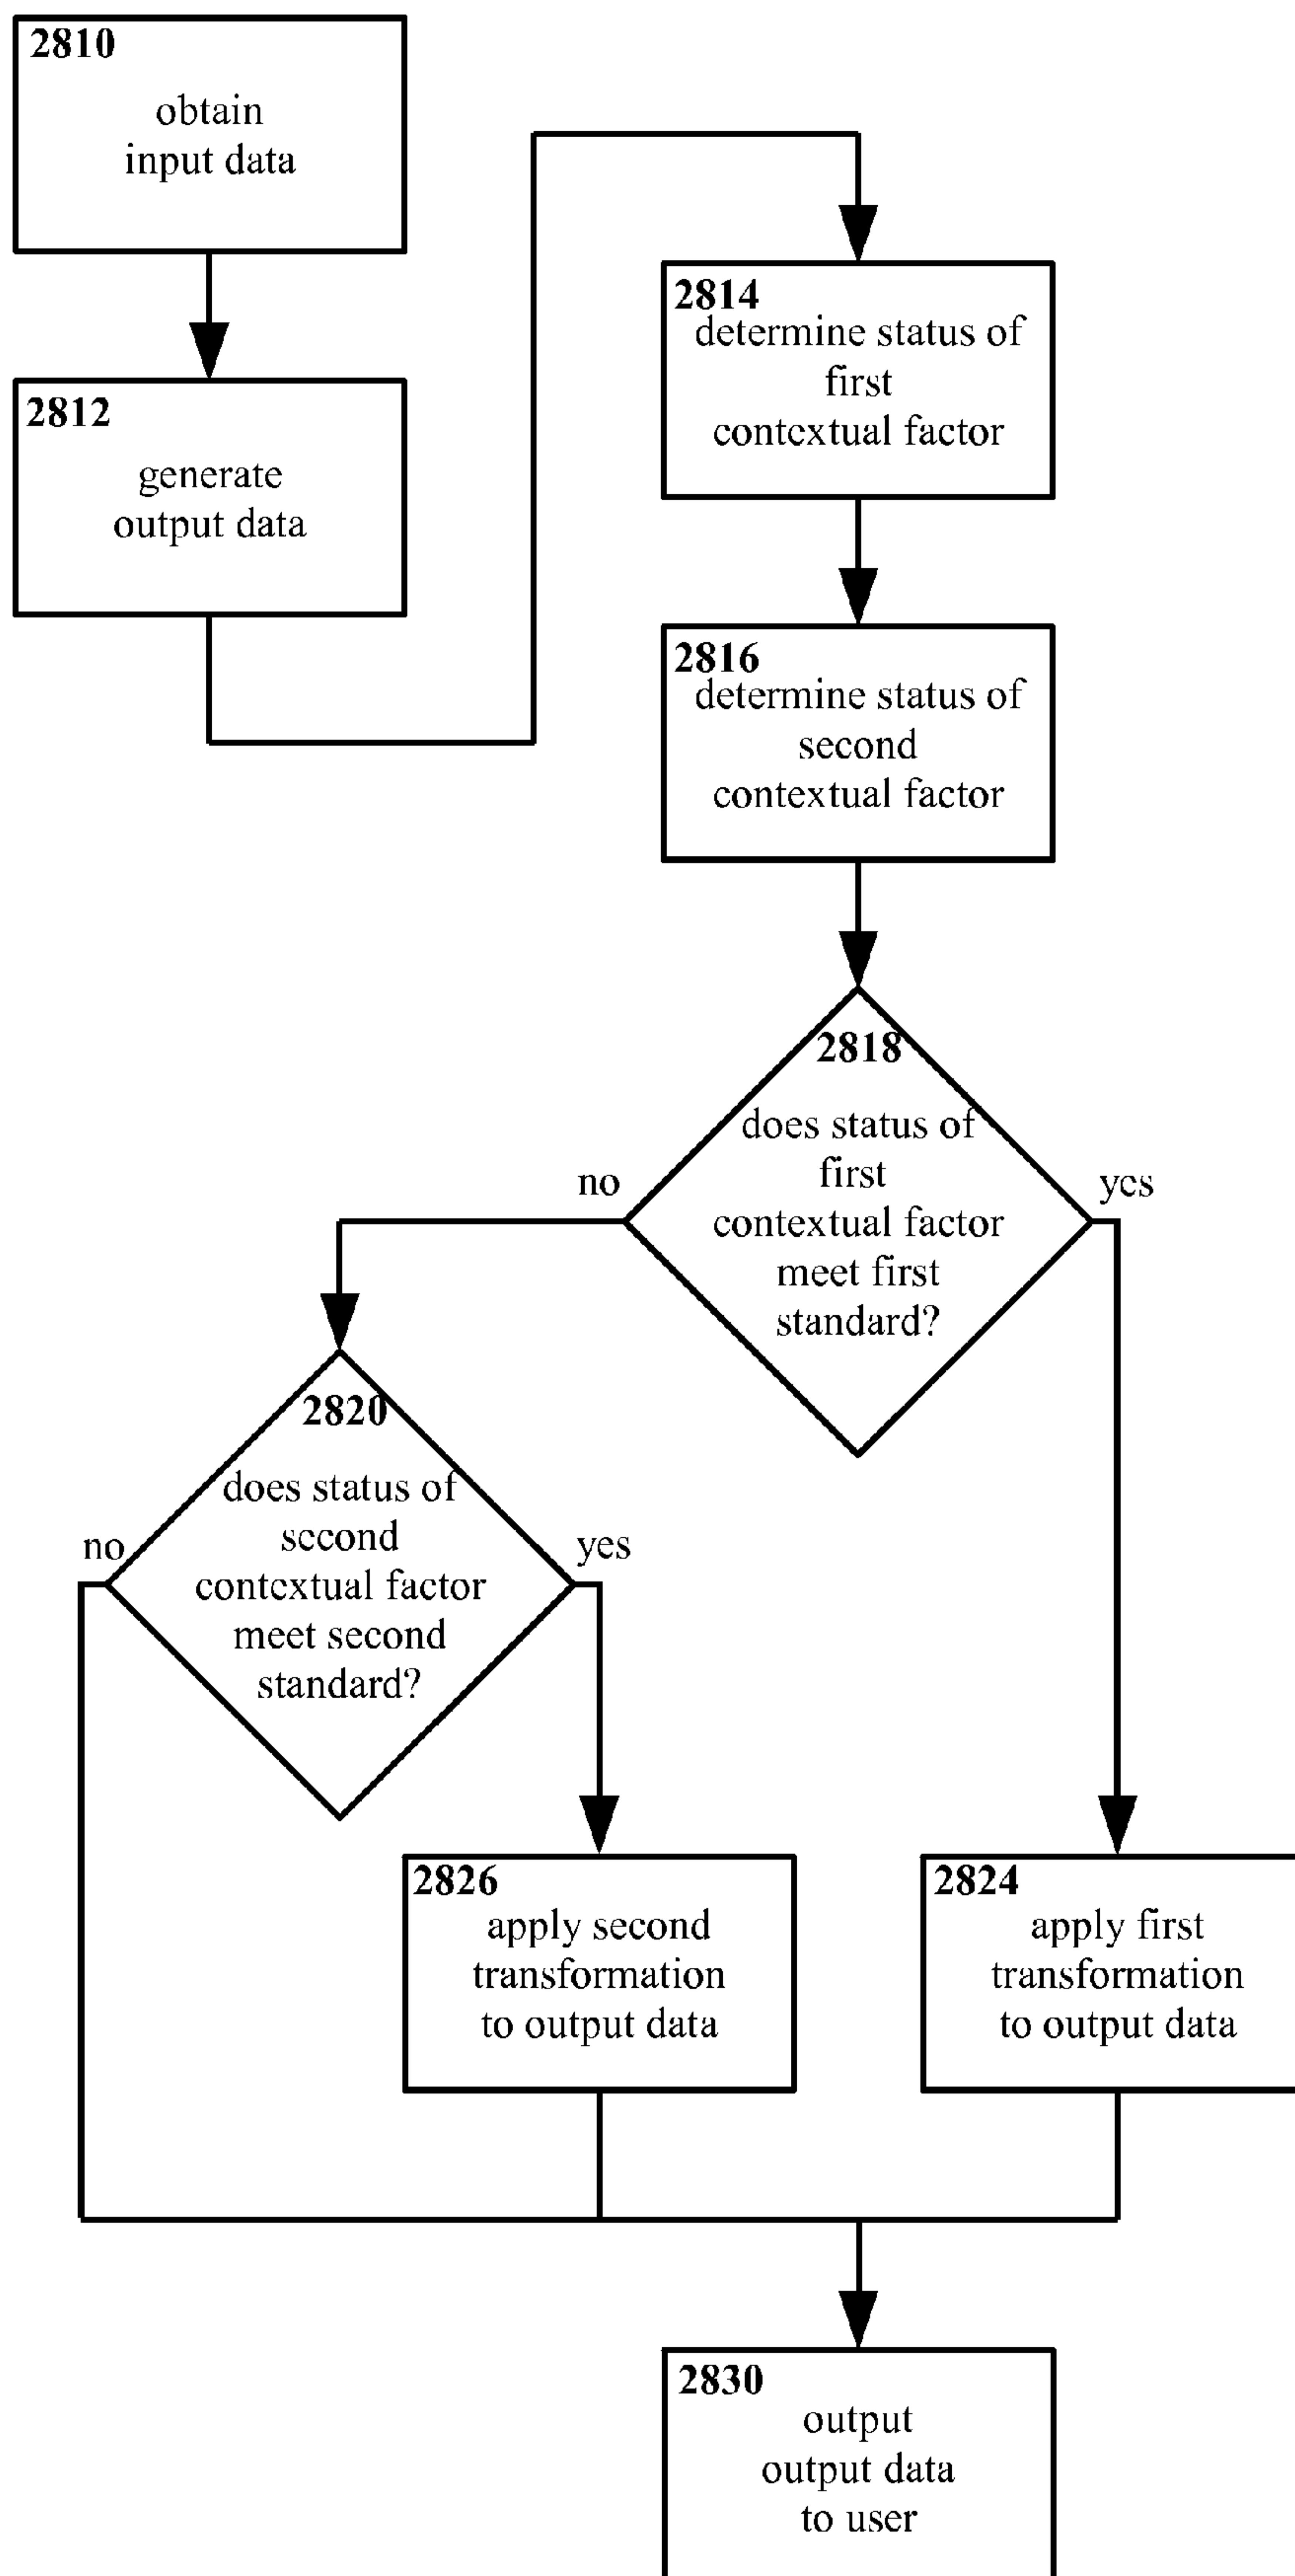 2810
obtain
input data
2812
generate
output data
2814
determine status of
first
contextual factor
2816
determine status of
second
contextual factor
2818
does status of
first
contextual factor
meet first
standard?
no
yes
2820
does status of
second
contextual factor
meet second
standard?
no
yes
2826
apply second
transformation
to output data
2824
apply first
transformation
to output data
2830
output
output data
to user